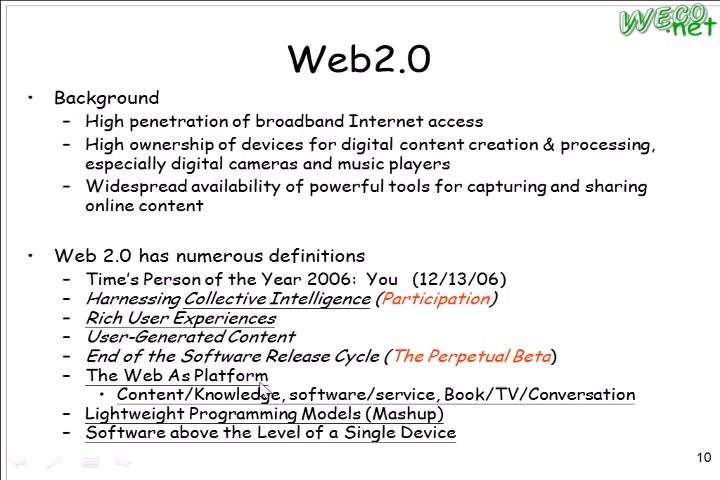 WECO
.net
Web2.0
• Background
– High penetration of broadband Internet access
– High ownership of devices for digital content creation & processing,
especially digital cameras and music players
– Widespread availability of powerful tools for capturing and sharing
online content
• Web 2.0 has numerous definitions
– Time's Person of the Year 2006: You (12/13/06)
– Harnessing Collective Intelligence (Participation)
– Rich User Experiences
– User-Generated Content
– End of the Software Release Cycle (The Perpetual Beta)
– The Web As Platform
• Content/Knowledge, software/service, Book/TV/Conversation
– Lightweight Programming Models (Mashup)
– Software above the Level of a Single Device
10